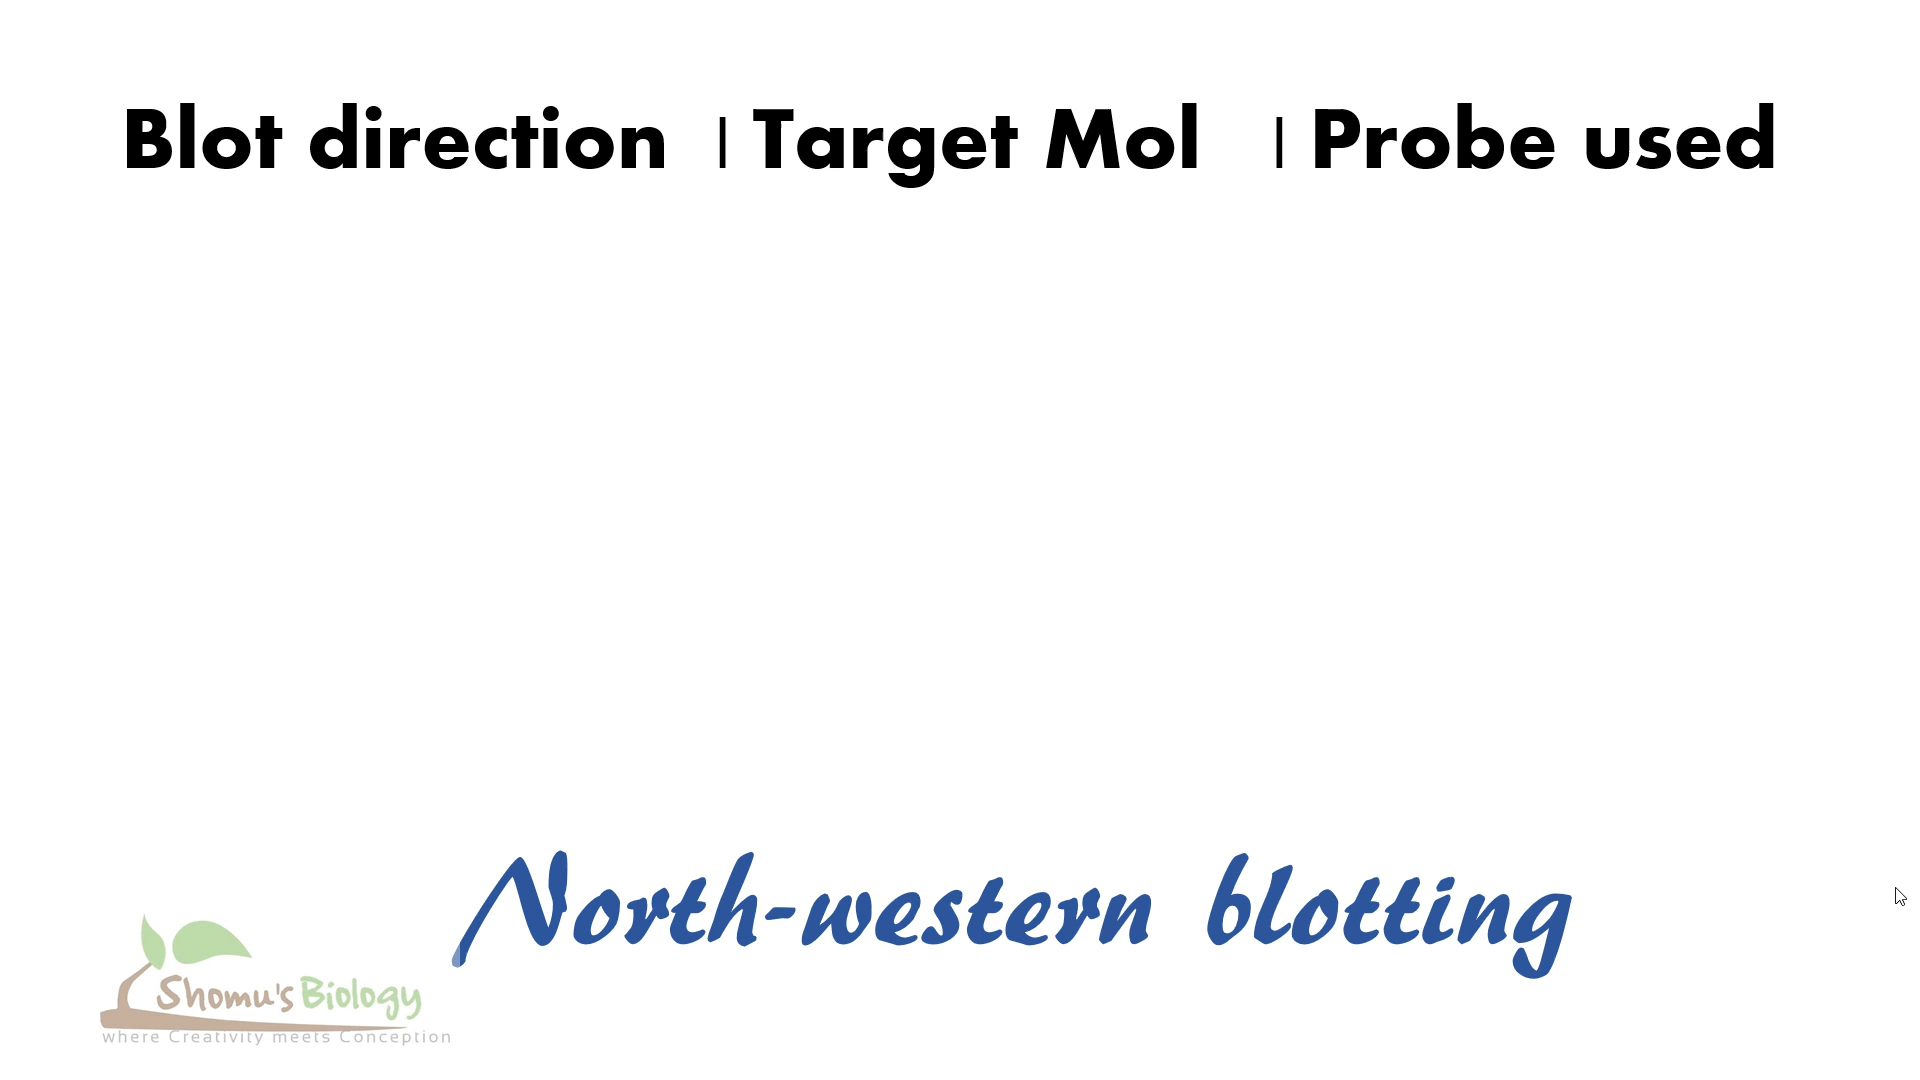 Blot direction | Target Mol | Probe used
North-western blotting
Shomu's Biology
where Creativity meets Conception